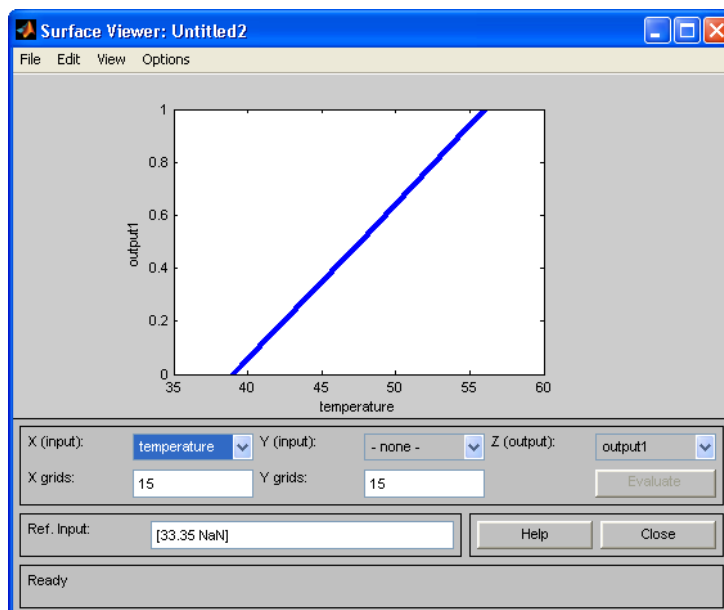 Surface Viewer: Untitled2
File Edit View Options
1
0.8
0.6
0.4
0.2
0
output1
35 40 45 50 55 60
temperature
X (input): temperature Y (input): - none - Z (output): output1
X grids: 15 Y grids: 15 Evaluate
Ref. Input: [33.35 NaN] Help Close
Ready